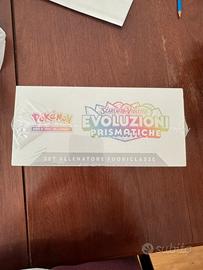 POKÉMON
Scarlatto e Violetto
EVOLUZIONI
PRISMATICHE
SET ALLENATORE FUORICLASSE
subito